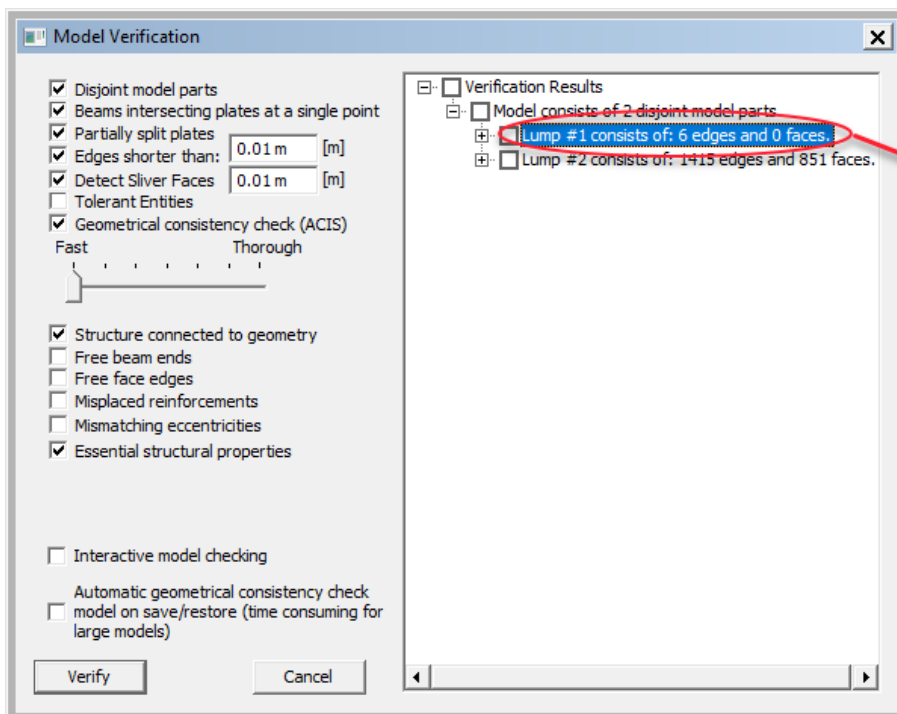 Model Verification
Disjoint model parts
Beams intersecting plates at a single point
Partially split plates
Edges shorter than: 0.01 m [m]
Detect Sliver Faces 0.01 m [m]
Tolerant Entities
Geometrical consistency check (ACIS)
Fast Thorough
Structure connected to geometry
Free beam ends
Free face edges
Misplaced reinforcements
Mismatching eccentricities
Essential structural properties
Interactive model checking
Automatic geometrical consistency check
model on save/restore (time consuming for
large models)
Verify Cancel
Verification Results
Model consists of 2 disjoint model parts
Lump #1 consists of: 6 edges and 0 faces.
Lump #2 consists of: 1415 edges and 851 faces.